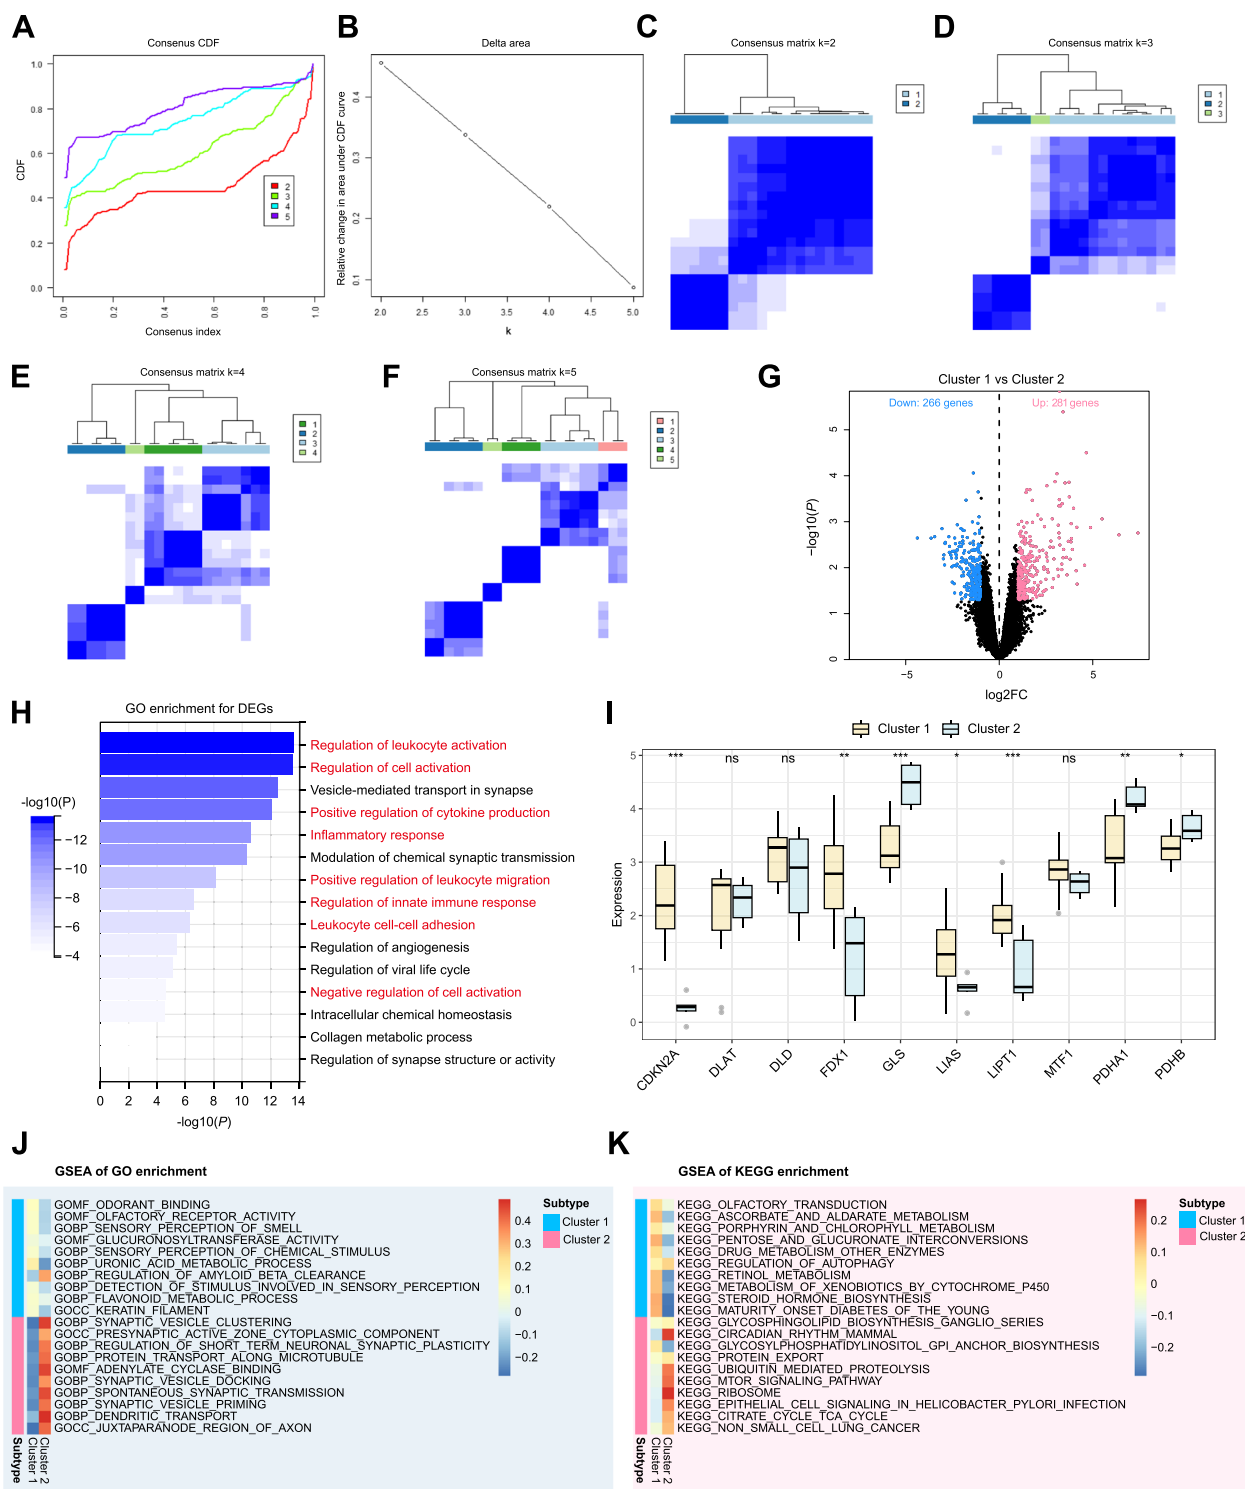 A
Consenus CDF
CDF
1.0
0.8
0.6
0.4
0.2
0.0
0.0
0.2
0.4
0.6
0.8
1.0
Consenus index
2
3
4
5
B
Delta area
Relative change in area under CDF curve
0.4
0.3
0.2
0.1
2.0
2.5
3.0
3.5
4.0
4.5
5.0
k
C
Consensus matrix k=2
1
2
D
Consensus matrix k=3
1
2
3
E
Consensus matrix k=4
1
2
3
4
F
Consensus matrix k=5
1
2
3
4
5
G
Cluster 1 vs Cluster 2
Down: 266 genes
Up: 281 genes
−log10(P)
5
4
3
2
1
0
−5
0
5
log2FC
H
GO enrichment for DEGs
-log10(P)
−12
−10
−8
−6
−4
Regulation of leukocyte activation
Regulation of cell activation
Vesicle-mediated transport in synapse
Positive regulation of cytokine production
Inflammatory response
Modulation of chemical synaptic transmission
Positive regulation of leukocyte migration
Regulation of innate immune response
Leukocyte cell-cell adhesion
Regulation of angiogenesis
Regulation of viral life cycle
Negative regulation of cell activation
Intracellular chemical homeostasis
Collagen metabolic process
Regulation of synapse structure or activity
0 2 4 6 8 10 12 14
-log10(P)
I
Cluster 1
Cluster 2
Expression
5
4
3
2
1
0
*** ns ns ** *** * *** ns ** *
CDKN2A
DLAT
DLD
FDX1
GLS
LIAS
LIPT1
MTF1
PDHA1
PDHB
J
GSEA of GO enrichment
GOMF_ODORANT_BINDING
GOMF_OLFACTORY_RECEPTOR_ACTIVITY
GOBP_SENSORY_PERCEPTION_OF_SMELL
GOMF_GLUCURONOSYLTRANSFERASE_ACTIVITY
GOBP_SENSORY_PERCEPTION_OF_CHEMICAL_STIMULUS
GOBP_URONIC_ACID_METABOLIC_PROCESS
GOBP_REGULATION_OF_AMYLOID_BETA_CLEARANCE
GOBP_DETECTION_OF_STIMULUS_INVOLVED_IN_SENSORY_PERCEPTION
GOBP_FLAVONOID_METABOLIC_PROCESS
GOCC_KERATIN_FILAMENT
GOBP_SYNAPTIC_VESICLE_CLUSTERING
GOCC_PRESYNAPTIC_ACTIVE_ZONE_CYTOPLASMIC_COMPONENT
GOBP_REGULATION_OF_SHORT_TERM_NEURONAL_SYNAPTIC_PLASTICITY
GOBP_PROTEIN_TRANSPORT_ALONG_MICROTUBULE
GOMF_ADENYLATE_CYCLASE_BINDING
GOBP_SYNAPTIC_VESICLE_DOCKING
GOBP_SPONTANEOUS_SYNAPTIC_TRANSMISSION
GOBP_SYNAPTIC_VESICLE_PRIMING
GOBP_DENDRITIC_TRANSPORT
GOCC_JUXTAPARANODE_REGION_OF_AXON
Subtype
Cluster 1
Cluster 2
0.4
0.3
0.2
0.1
0
−0.1
−0.2
Subtype
Cluster 1
Cluster 2
K
GSEA of KEGG enrichment
KEGG_OLFACTORY_TRANSDUCTION
KEGG_ASCORBATE_AND_ALDARATE_METABOLISM
KEGG_PORPHYRIN_AND_CHLOROPHYLL_METABOLISM
KEGG_PENTOSE_AND_GLUCURONATE_INTERCONVERSIONS
KEGG_DRUG_METABOLISM_OTHER_ENZYMES
KEGG_REGULATION_OF_AUTOPHAGY
KEGG_RETINOL_METABOLISM
KEGG_METABOLISM_OF_XENOBIOTICS_BY_CYTOCHROME_P450
KEGG_STEROID_HORMONE_BIOSYNTHESIS
KEGG_MATURITY_ONSET_DIABETES_OF_THE_YOUNG
KEGG_GLYCOSPHINGOLIPID_BIOSYNTHESIS_GANGLIO_SERIES
KEGG_CIRCADIAN_RHYTHM_MAMMAL
KEGG_GLYCOSYLPHOSPHATIDYLINOSITOL_GPI_ANCHOR_BIOSYNTHESIS
KEGG_PROTEIN_EXPORT
KEGG_UBIQUITIN_MEDIATED_PROTEOLYSIS
KEGG_MTOR_SIGNALING_PATHWAY
KEGG_RIBOSOME
KEGG_EPITHELIAL_CELL_SIGNALING_IN_HELICOBACTER_PYLORI_INFECTION
KEGG_CITRATE_CYCLE_TCA_CYCLE
KEGG_NON_SMALL_CELL_LUNG_CANCER
Subtype
Cluster 1
Cluster 2
0.2
0.1
0
−0.1
−0.2
Subtype
Cluster 1
Cluster 2